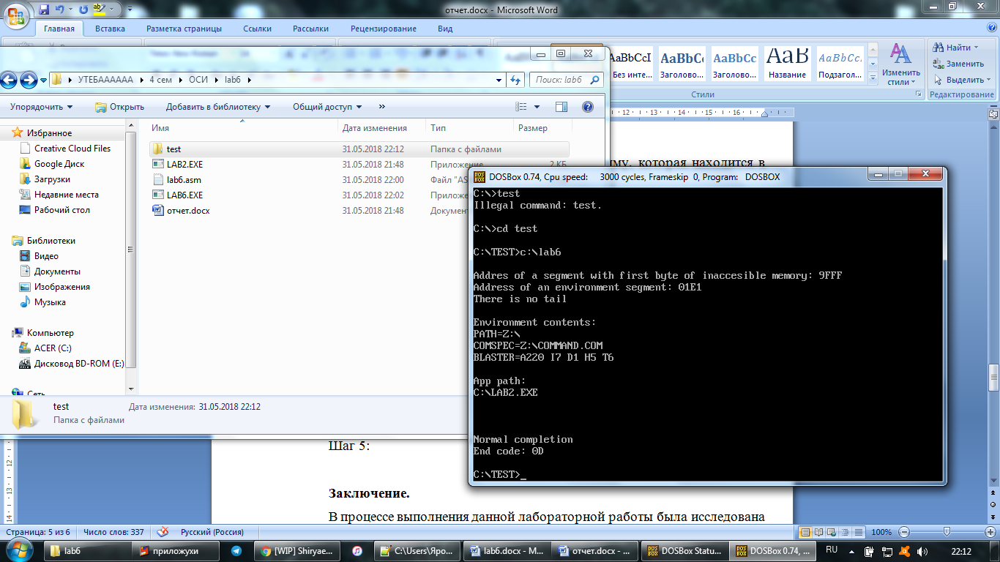 отчет.docx - Microsoft Word
Главная Вставка Разметка страницы Ссылки Рассылки Рецензирование Вид
AaBbCcI AaBbC AaBbCc AaB AaBbCc.
Без инте... Заголово... Заголово... Название Подзагол...
Изменить стили
Стили
Найти
Заменить
Выделить
Редактирование
УТЕБАААААА 4 сем ОСИ lab6
Поиск: lab6
Упорядочить Открыть Добавить в библиотеку Общий доступ »
Избранное
Creative Cloud Files
Google Диск
Загрузки
Недавние места
Рабочий стол
Библиотеки
Видео
Документы
Изображения
Музыка
Компьютер
ACER (C:)
Дисковод BD-ROM (E:)
Сеть
Имя Дата изменения Тип Размер
test 31.05.2018 22:12 Папка с файлами
LAB2.EXE 31.05.2018 21:48 Приложение 2 КБ
lab6.asm 31.05.2018 22:00 Файл "AS
LAB6.EXE 31.05.2018 22:02 Прилож
отчет.docx 31.05.2018 21:48 Докумен
test Дата изменения: 31.05.2018 22:12
Папка с файлами
12 13 14 15 16
которая находится в
DOSBox 0.74, Cpu speed: 3000 cycles, Frameskip 0, Program: DOSBOX
C:\>test
Illegal command: test.
C:\>cd test
C:\TEST>c:\lab6
Addres of a segment with first byte of inaccesible memory: 9FFF
Address of an environment segment: 01E1
There is no tail
Environment contents:
PATH=Z:\
COMSPEC=Z:\COMMAND.COM
BLASTER=A220 I7 D1 H5 T6
App path:
C:\LAB2.EXE
Normal completion
End code: 0D
C:\TEST>_
Шаг 5:
Заключение.
В процессе выполнения данной лабораторной работы была исследована
Страница: 5 из 6 Число слов: 337 Русский (Россия) 100%
lab6 приложухи [WIP] Shiryae... C:\Users\Яро... lab6.docx - M... отчет.docx - ... DOSBox Statu... DOSBox 0.74, ... RU 22:12